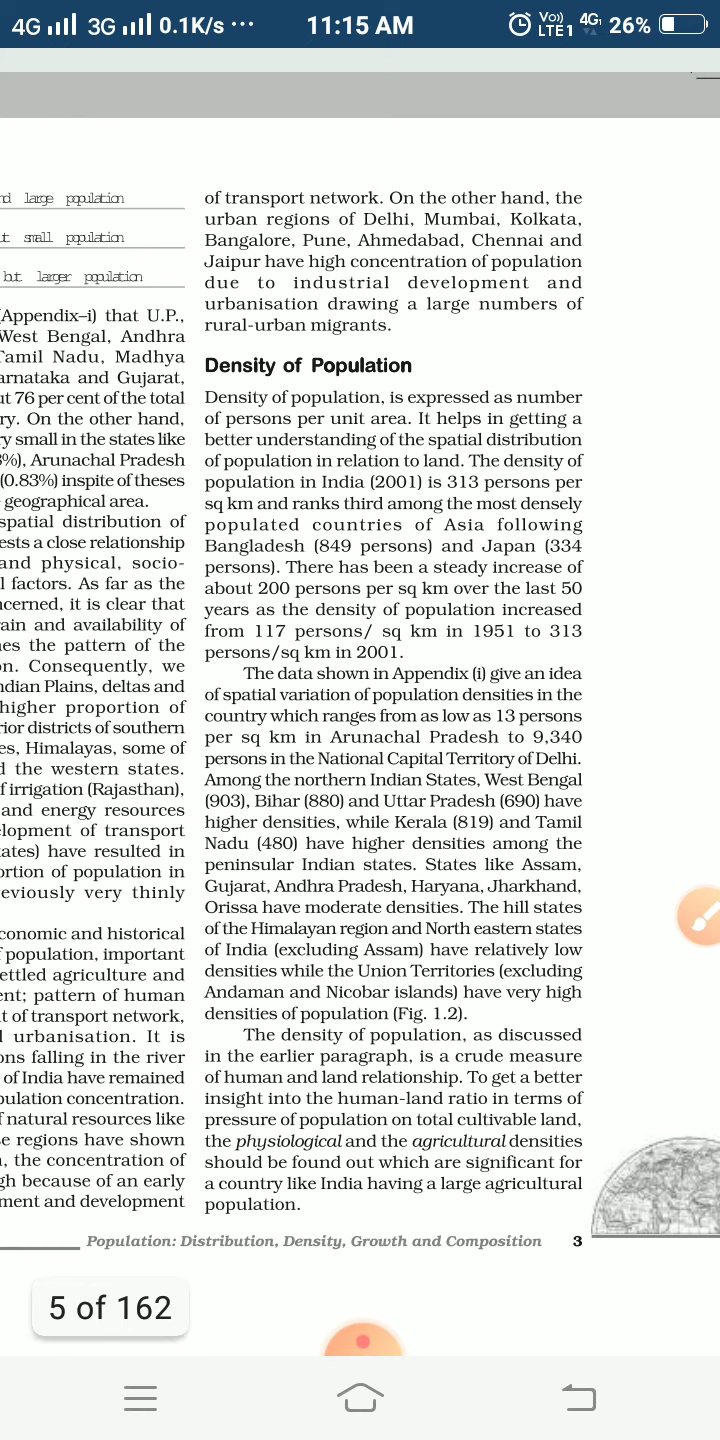 4G 3G 0.1K/s ... 11:15 AM VoLTE1 4G 26%
nd large population
ut small population
but larger population
(Appendix–i) that U.P.,
West Bengal, Andhra
Tamil Nadu, Madhya
arnataka and Gujarat,
ut 76 per cent of the total
ry. On the other hand,
ry small in the states like
%), Arunachal Pradesh
(0.83%) inspite of theses
geographical area.
spatial distribution of
ests a close relationship
and physical, socio-
l factors. As far as the
ncerned, it is clear that
rain and availability of
nes the pattern of the
on. Consequently, we
ndian Plains, deltas and
higher proportion of
rior districts of southern
es, Himalayas, some of
d the western states.
f irrigation (Rajasthan),
and energy resources
elopment of transport
tates) have resulted in
ortion of population in
reviously very thinly
conomic and historical
f population, important
ettled agriculture and
ent; pattern of human
nt of transport network,
l urbanisation. It is
ons falling in the river
of India have remained
pulation concentration.
f natural resources like
se regions have shown
, the concentration of
gh because of an early
ment and development
of transport network. On the other hand, the
urban regions of Delhi, Mumbai, Kolkata,
Bangalore, Pune, Ahmedabad, Chennai and
Jaipur have high concentration of population
due to industrial development and
urbanisation drawing a large numbers of
rural-urban migrants.
Density of Population
Density of population, is expressed as number
of persons per unit area. It helps in getting a
better understanding of the spatial distribution
of population in relation to land. The density of
population in India (2001) is 313 persons per
sq km and ranks third among the most densely
populated countries of Asia following
Bangladesh (849 persons) and Japan (334
persons). There has been a steady increase of
about 200 persons per sq km over the last 50
years as the density of population increased
from 117 persons/ sq km in 1951 to 313
persons/sq km in 2001.
The data shown in Appendix (i) give an idea
of spatial variation of population densities in the
country which ranges from as low as 13 persons
per sq km in Arunachal Pradesh to 9,340
persons in the National Capital Territory of Delhi.
Among the northern Indian States, West Bengal
(903), Bihar (880) and Uttar Pradesh (690) have
higher densities, while Kerala (819) and Tamil
Nadu (480) have higher densities among the
peninsular Indian states. States like Assam,
Gujarat, Andhra Pradesh, Haryana, Jharkhand,
Orissa have moderate densities. The hill states
of the Himalayan region and North eastern states
of India (excluding Assam) have relatively low
densities while the Union Territories (excluding
Andaman and Nicobar islands) have very high
densities of population (Fig. 1.2).
The density of population, as discussed
in the earlier paragraph, is a crude measure
of human and land relationship. To get a better
insight into the human-land ratio in terms of
pressure of population on total cultivable land,
the physiological and the agricultural densities
should be found out which are significant for
a country like India having a large agricultural
population.
Population: Distribution, Density, Growth and Composition 3
5 of 162